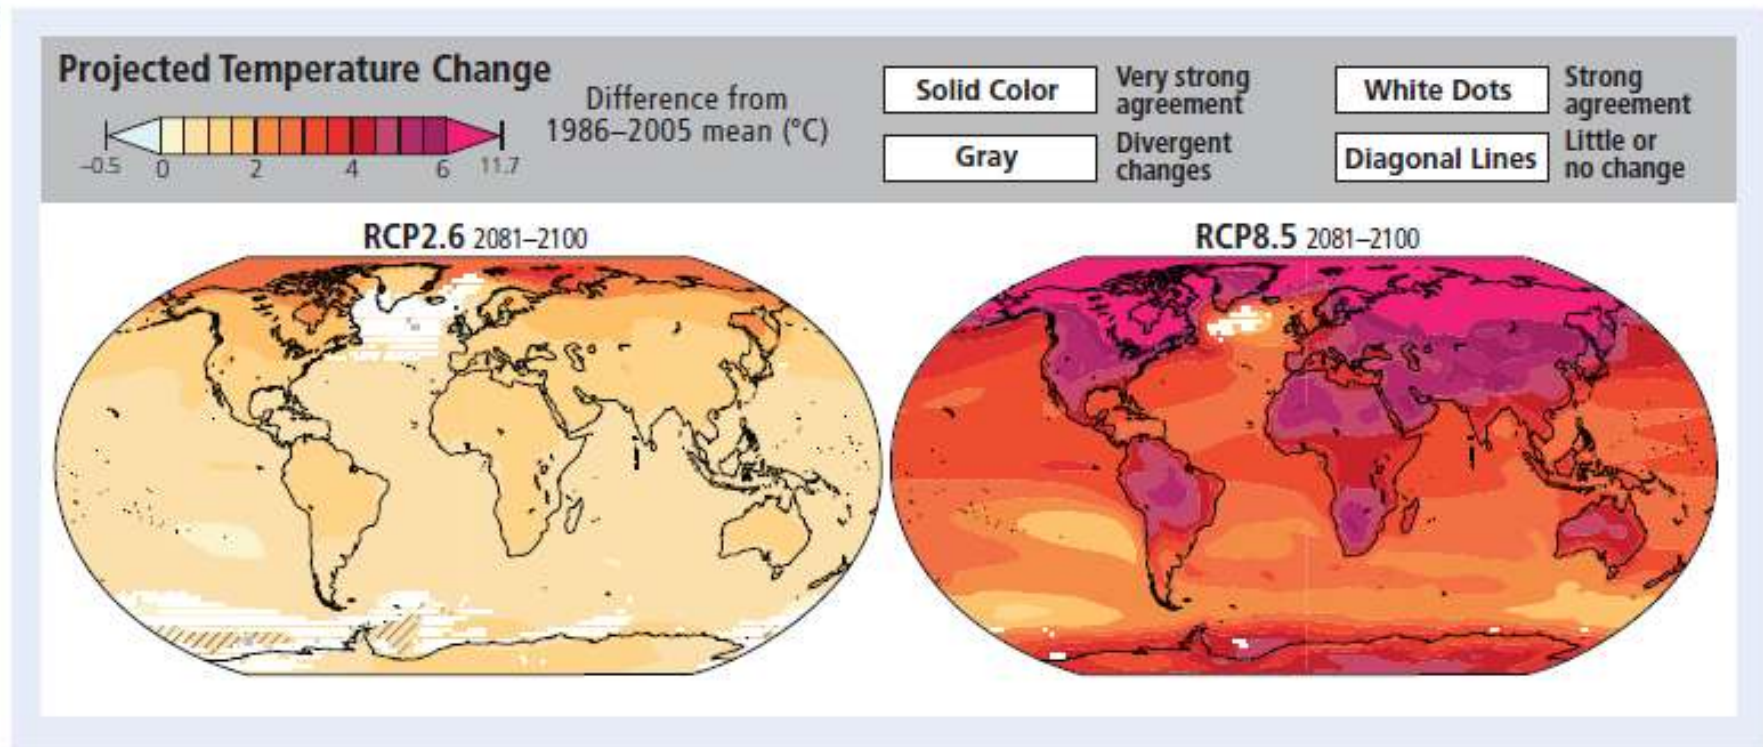 Projected Temperature Change
–0.5 0 2 4 6 11.7
Difference from
1986–2005 mean (°C)
Solid Color
Very strong
agreement
White Dots
Strong
agreement
Gray
Divergent
changes
Diagonal Lines
Little or
no change
RCP2.6 2081–2100
RCP8.5 2081–2100